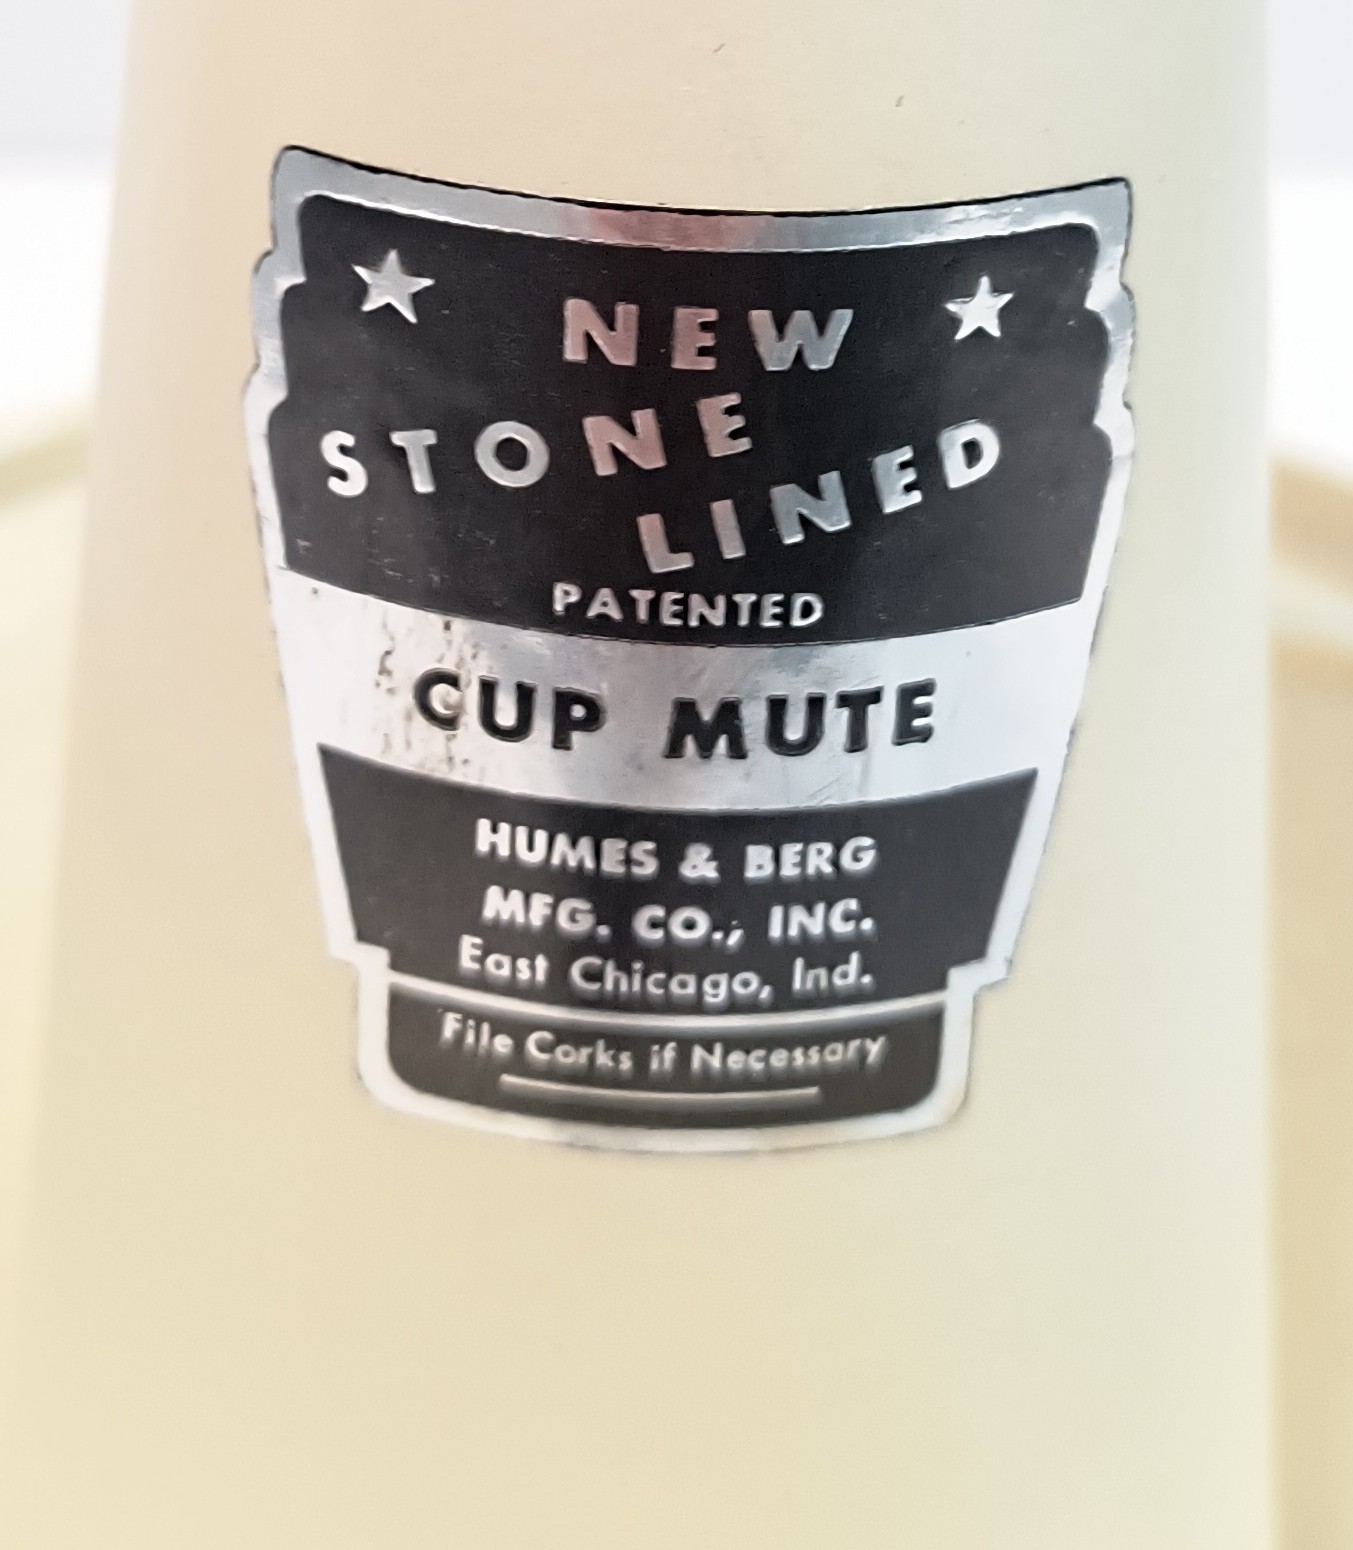 NEW
STONE
LINED
PATENTED
CUP MUTE
HUMES & BERG
MFG. CO., INC.
East Chicago, Ind.
File Corks if Necessary